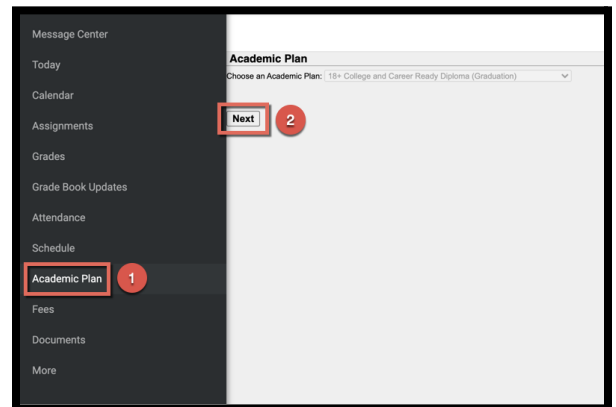 Message Center
Today
Calendar
Assignments
Grades
Grade Book Updates
Attendance
Schedule
Academic Plan
1
Fees
Documents
More
Academic Plan
Choose an Academic Plan: 18+ College and Career Ready Diploma (Graduation)
Next
2